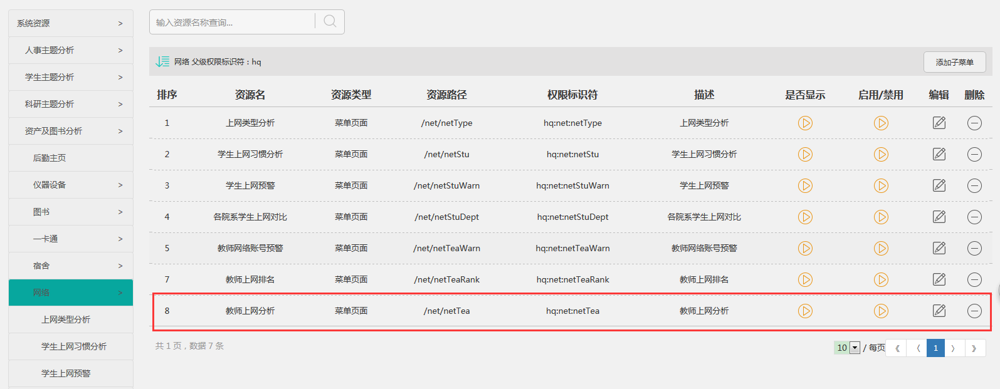 系统资源 >
人事主题分析 >
学生主题分析 >
科研主题分析 >
资产及图书分析 >
后勤主页
仪器设备 >
图书 >
一卡通 >
宿舍 >
网络 >
上网类型分析
学生上网习惯分析
学生上网预警
输入资源名称查询...
网络 父级权限标识符：hq
添加子菜单
排序 资源名 资源类型 资源路径 权限标识符 描述 是否显示 启用/禁用 编辑 删除
1 上网类型分析 菜单页面 /net/netType hq:net:netType 上网类型分析
2 学生上网习惯分析 菜单页面 /net/netStu hq:net:netStu 学生上网习惯分析
3 学生上网预警 菜单页面 /net/netStuWarn hq:net:netStuWarn 学生上网预警
4 各院系学生上网对比 菜单页面 /net/netStuDept hq:net:netStuDept 各院系学生上网对比
5 教师网络账号预警 菜单页面 /net/netTeaWarn hq:net:netTeaWarn 教师网络账号预警
7 教师上网排名 菜单页面 /net/netTeaRank hq:net:netTeaRank 教师上网排名
8 教师上网分析 菜单页面 /net/netTea hq:net:netTea 教师上网分析
共 1 页，数据 7 条
10 / 每页 《 〈 1 〉 》